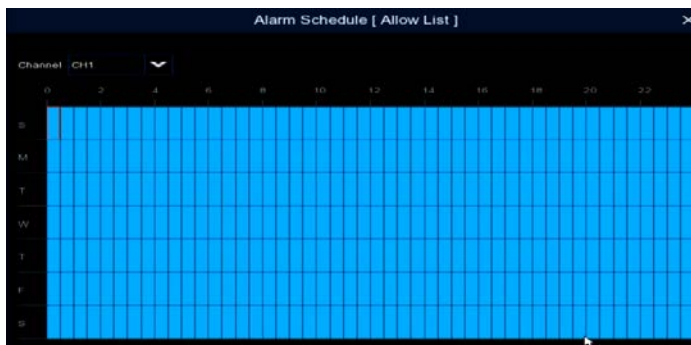 Alarm Schedule [ Allow List ]
Channel CH1
0 2 4 6 8 10 12 14 16 18 20 22
S
M
T
W
T
F
S